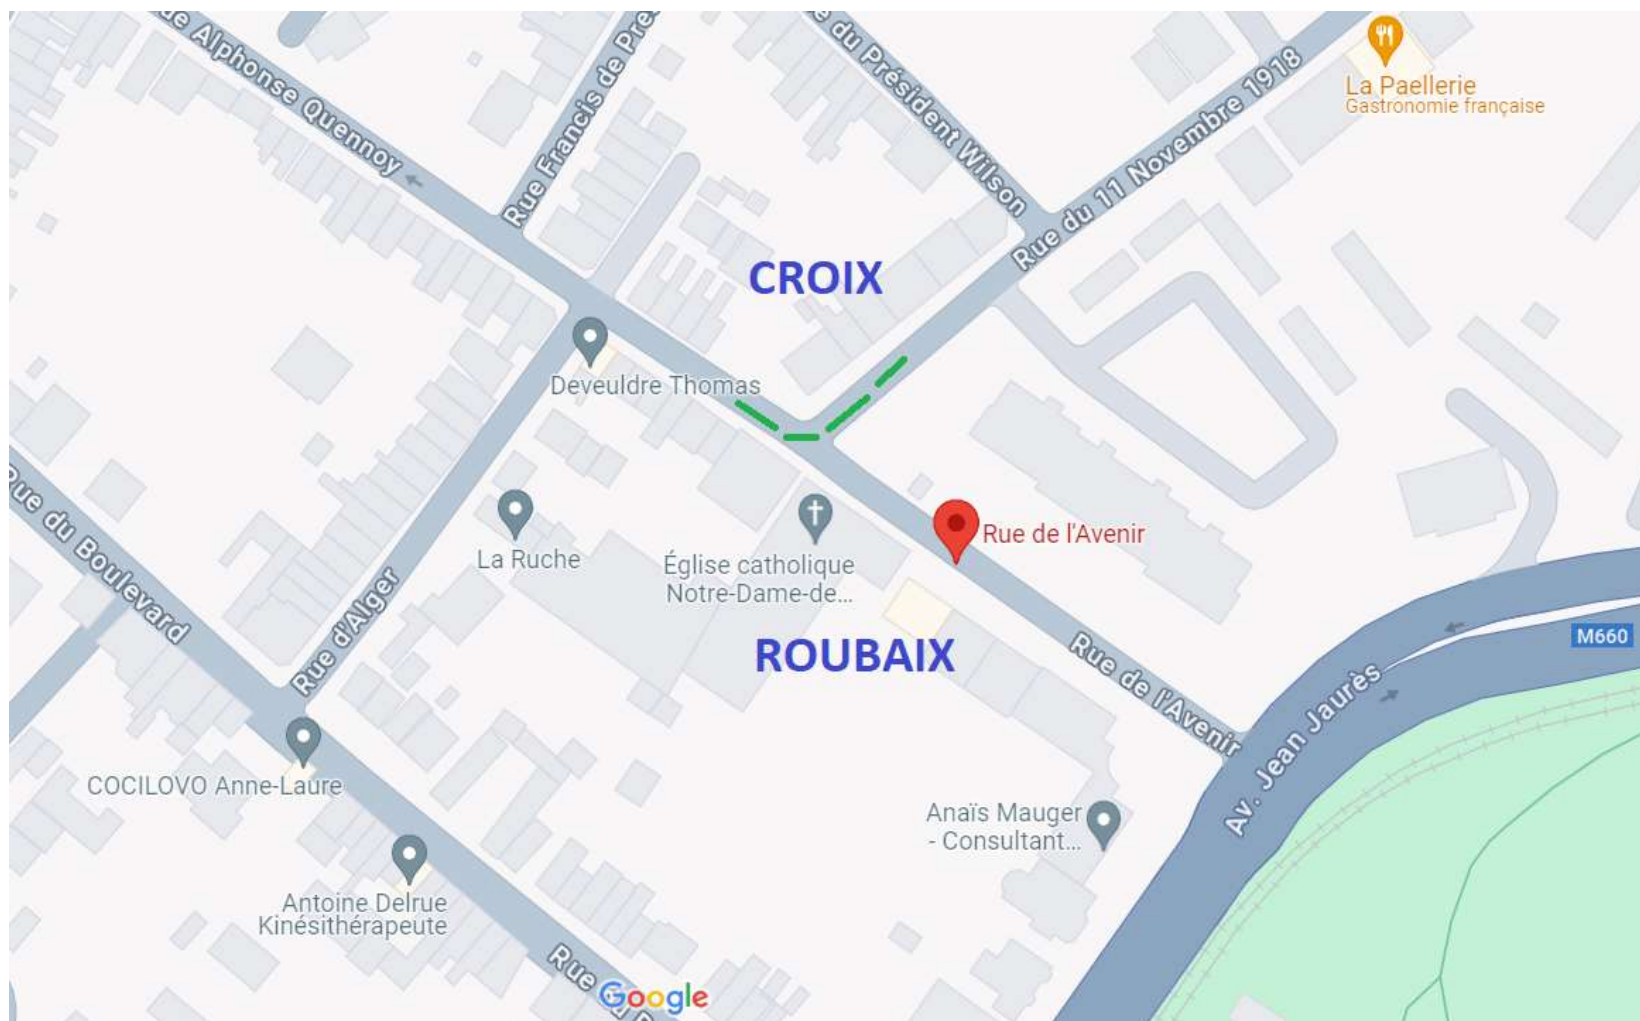 ue Alphonse Quennoy
Rue Francis de Pres
e du Président Wilson
Rue du 11 Novembre 1918
La Paellerie
Gastronomie française
CROIX
Deveuldre Thomas
La Ruche
Église catholique
Notre-Dame-de...
Rue de l'Avenir
ROUBAIX
Rue de l'Avenir
M660
Av. Jean Jaurès
Rue du Boulevard
Rue d'Alger
COCILOVO Anne-Laure
Anaïs Mauger
- Consultant...
Antoine Delrue
Kinésithérapeute
Rue
Google